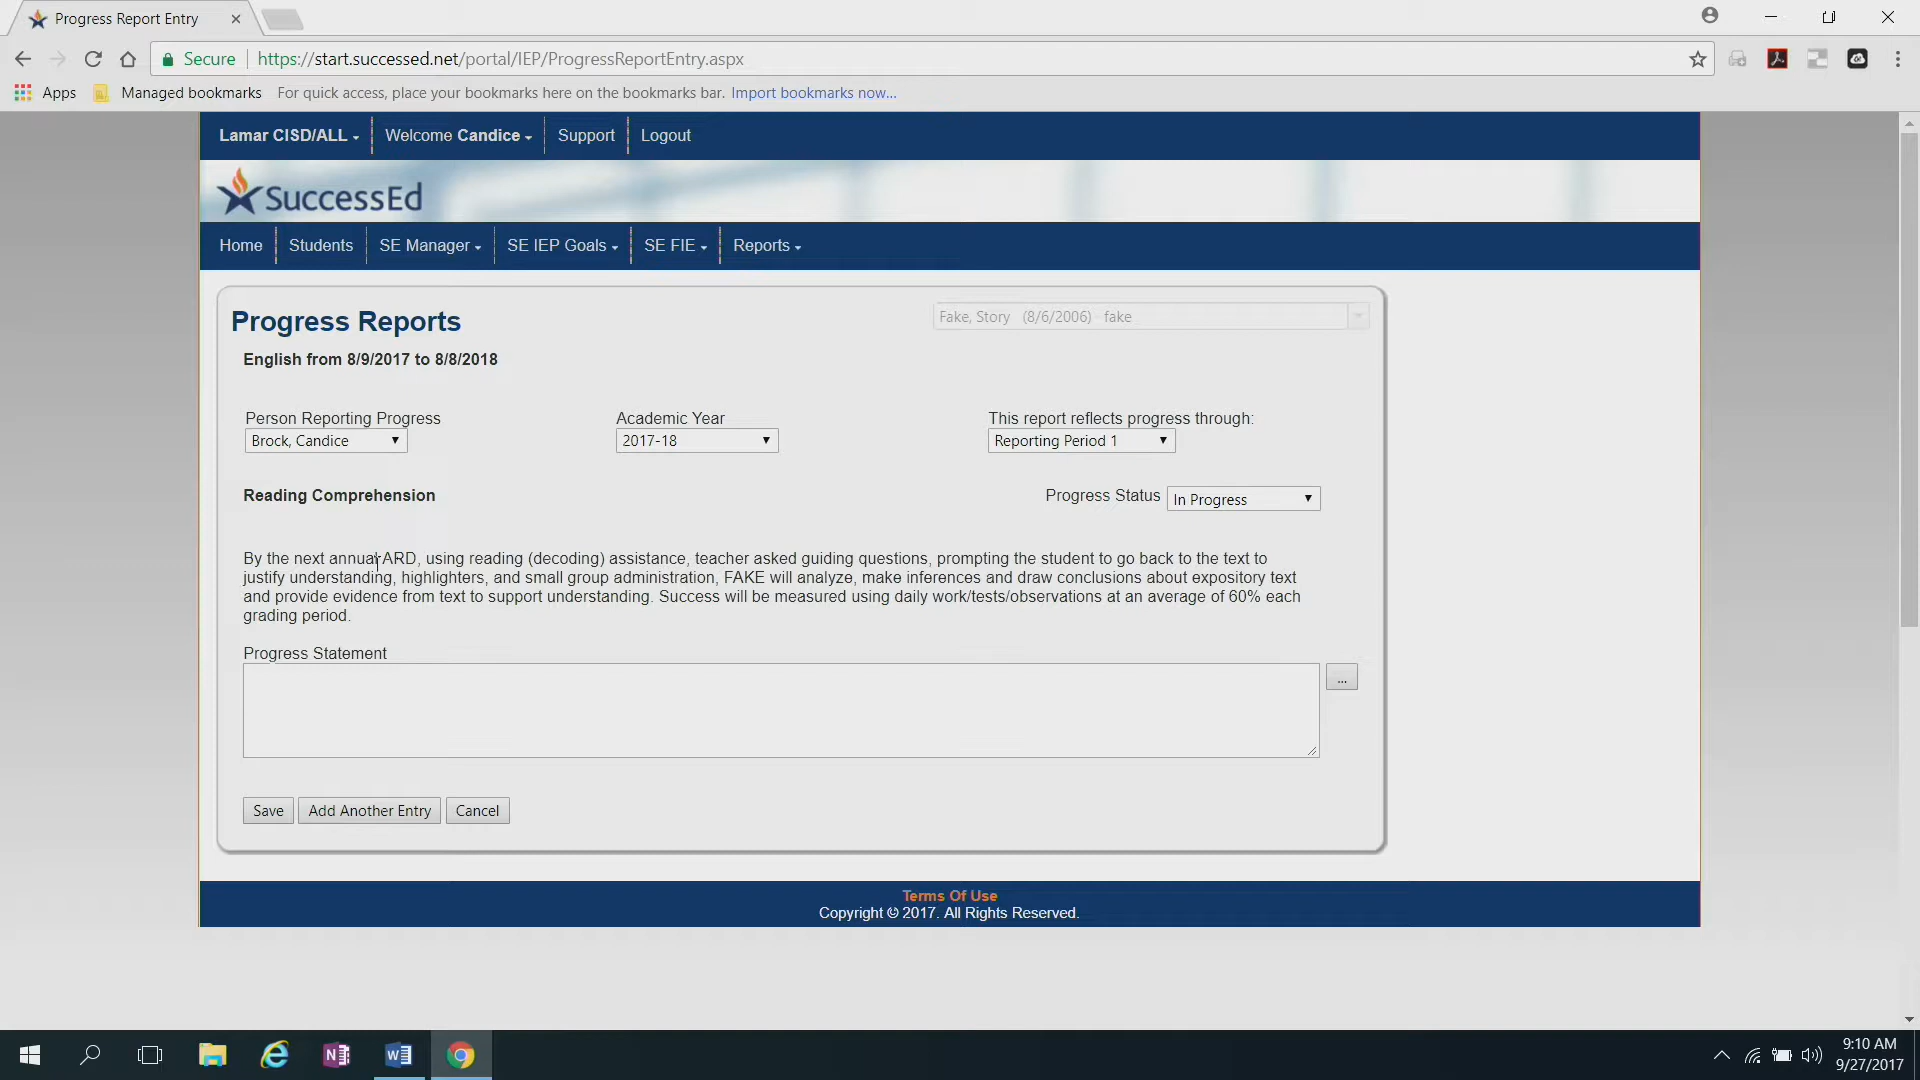 Progress Report Entry
Secure
https://start.successed.net/portal/IEP/ProgressReportEntry.aspx
Apps
Managed bookmarks
For quick access, place your bookmarks here on the bookmarks bar. Import bookmarks now...
Lamar CISD/ALL
Welcome Candice
Support
Logout
SuccessEd
Home
Students
SE Manager
SE IEP Goals
SE FIE
Reports
Progress Reports
Fake, Story (8/6/2006) fake
English from 8/9/2017 to 8/8/2018
Person Reporting Progress
Academic Year
This report reflects progress through:
Brock, Candice
2017-18
Reporting Period 1
Reading Comprehension
Progress Status
In Progress
By the next annual ARD, using reading (decoding) assistance, teacher asked guiding questions, prompting the student to go back to the text to
justify understanding, highlighters, and small group administration, FAKE will analyze, make inferences and draw conclusions about expository text
and provide evidence from text to support understanding. Success will be measured using daily work/tests/observations at an average of 60% each
grading period.
Progress Statement
...
Save
Add Another Entry
Cancel
Terms Of Use
Copyright © 2017. All Rights Reserved.
9:10 AM
9/27/2017